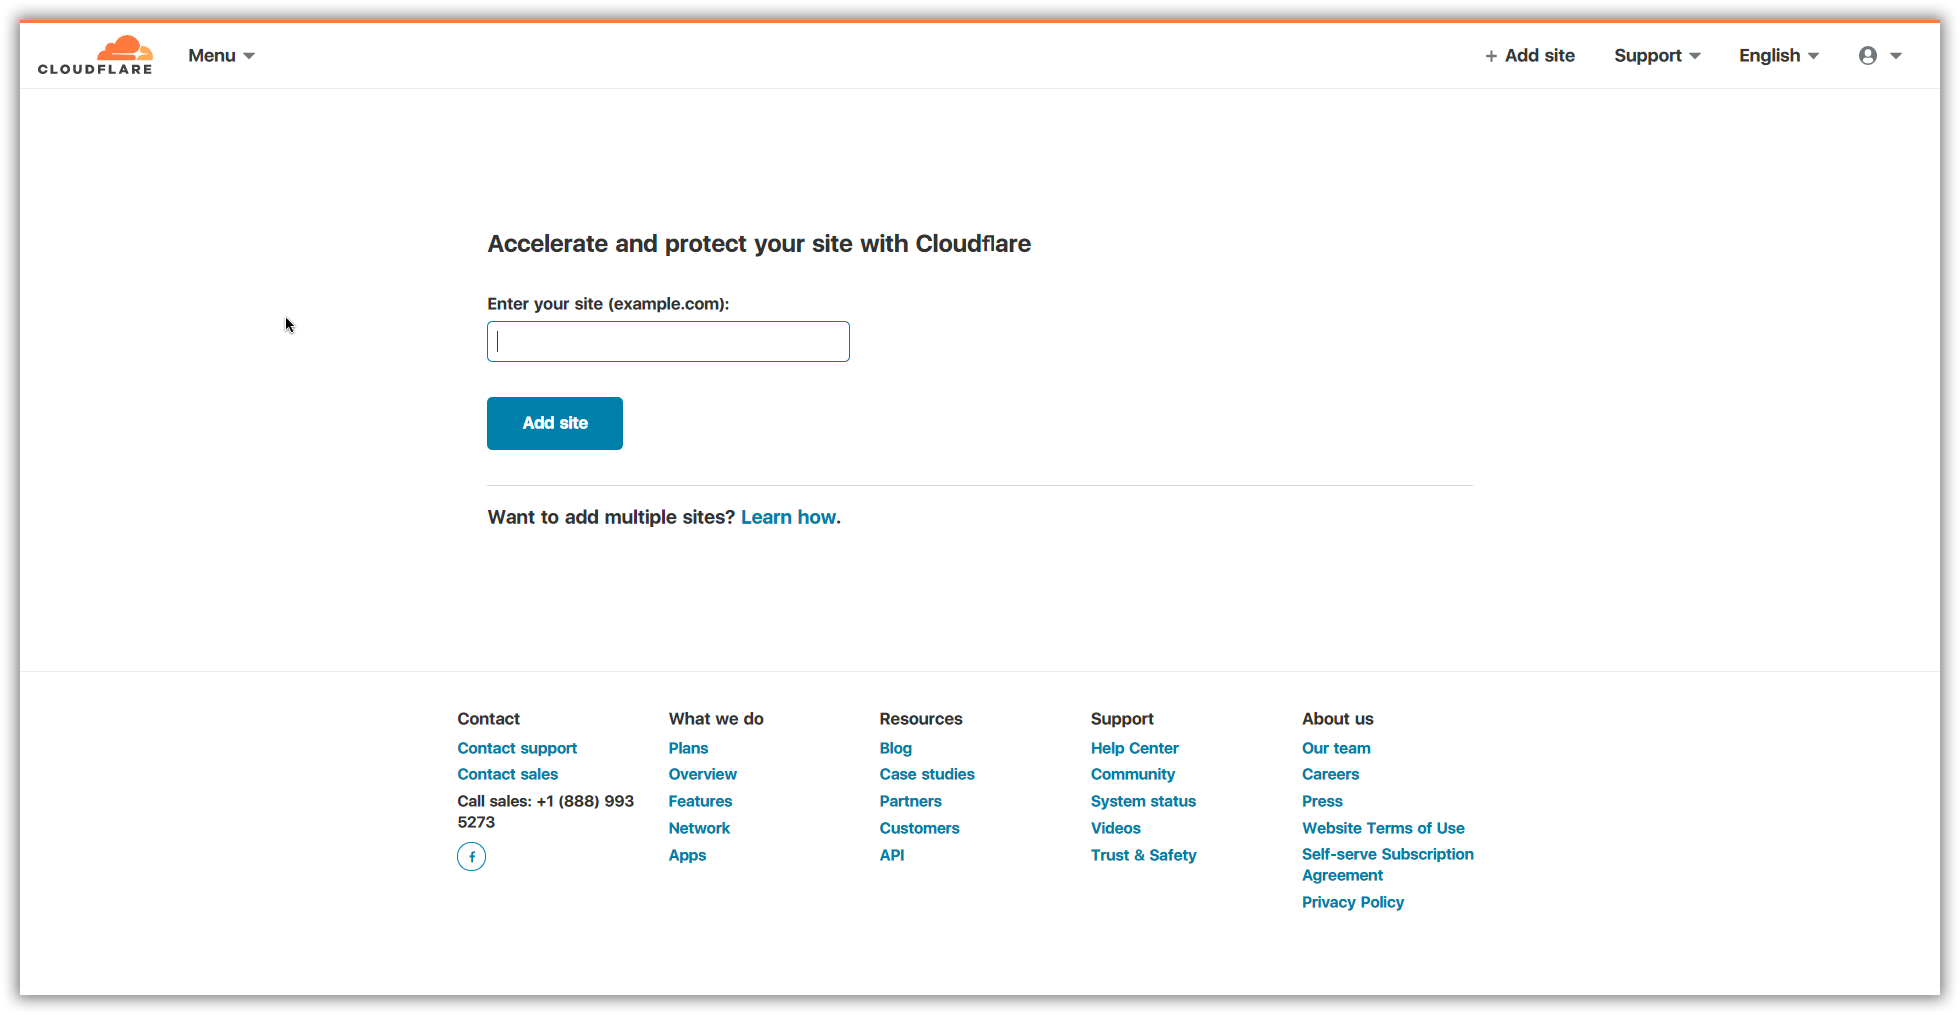 CLOUDFLARE
Menu
+ Add site
Support
English
Accelerate and protect your site with Cloudflare
Enter your site (example.com):
Add site
Want to add multiple sites? Learn how.
Contact
Contact support
Contact sales
Call sales: +1 (888) 993
5273
What we do
Plans
Overview
Features
Network
Apps
Resources
Blog
Case studies
Partners
Customers
API
Support
Help Center
Community
System status
Videos
Trust & Safety
About us
Our team
Careers
Press
Website Terms of Use
Self-serve Subscription
Agreement
Privacy Policy